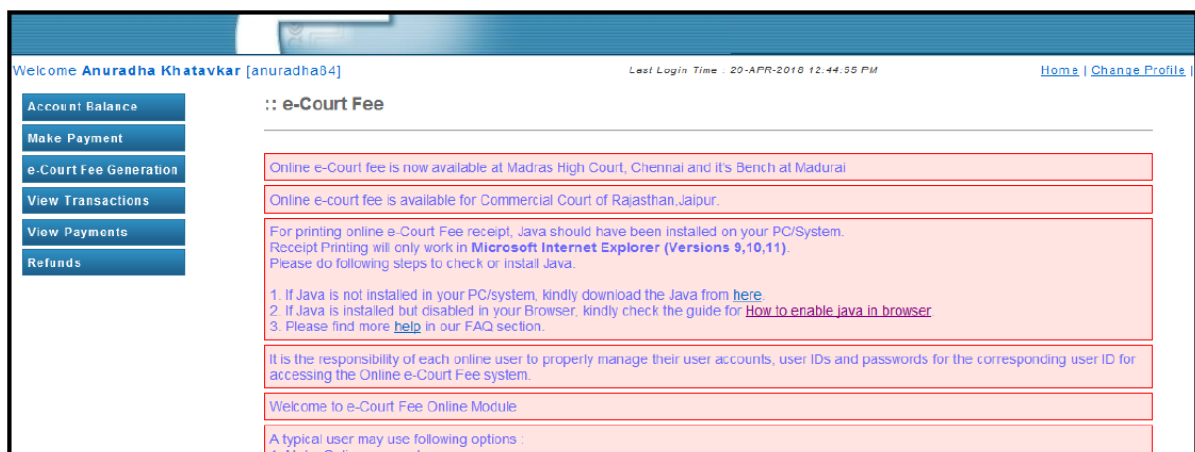 Welcome Anuradha Khatavkar [anuradha64]
Last Login Time : 20-APR-2018 12:44:55 PM
Home | Change Profile |
Account Balance
Make Payment
e-Court Fee Generation
View Transactions
View Payments
Refunds
:: e-Court Fee
Online e-Court fee is now available at Madras High Court, Chennai and it's Bench at Madurai
Online e-court fee is available for Commercial Court of Rajasthan,Jaipur.
For printing online e-Court Fee receipt, Java should have been installed on your PC/System.
Receipt Printing will only work in Microsoft Internet Explorer (Versions 9,10,11).
Please do following steps to check or install Java.
1. If Java is not installed in your PC/system, kindly download the Java from here.
2. If Java is installed but disabled in your Browser, kindly check the guide for How to enable java in browser
3. Please find more help in our FAQ section.
It is the responsibility of each online user to properly manage their user accounts, user IDs and passwords for the corresponding user ID for
accessing the Online e-Court Fee system.
Welcome to e-Court Fee Online Module
A typical user may use following options :